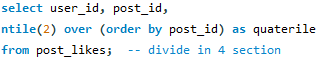 select user_id, post_id,
ntile(2) over (order by post_id) as quaterile
from post_likes;  -- divide in 4 section